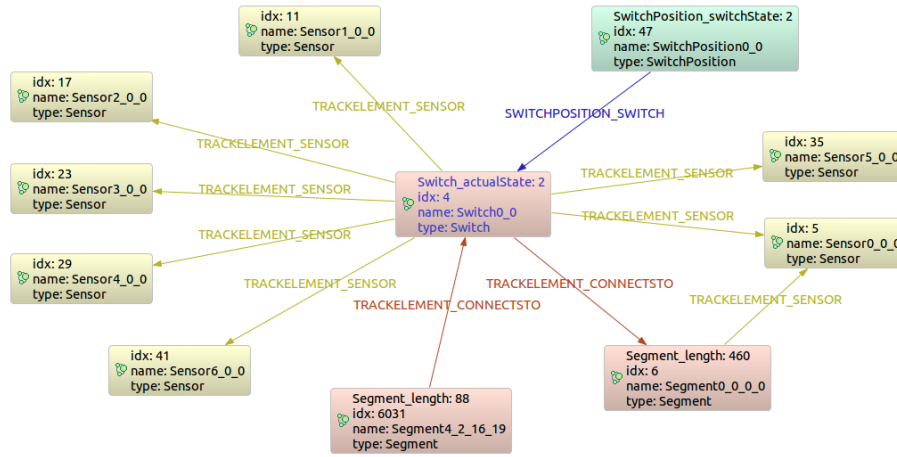 idx: 11
name: Sensor1_0_0
type: Sensor
SwitchPosition_switchState: 2
idx: 47
name: SwitchPosition0_0
type: SwitchPosition
idx: 17
name: Sensor2_0_0
type: Sensor
TRACKELEMENT_SENSOR
SWITCHPOSITION_SWITCH
TRACKELEMENT_SENSOR
idx: 35
name: Sensor5_0_0
type: Sensor
idx: 23
name: Sensor3_0_0
type: Sensor
TRACKELEMENT_SENSOR
Switch_actualState: 2
idx: 4
name: Switch0_0
type: Switch
TRACKELEMENT_SENSOR
TRACKELEMENT_SENSOR
idx: 5
name: Sensor0_0_0
type: Sensor
TRACKELEMENT_SENSOR
idx: 29
name: Sensor4_0_0
type: Sensor
TRACKELEMENT_SENSOR
TRACKELEMENT_CONNECTSTO
TRACKELEMENT_CONNECTSTO
TRACKELEMENT_SENSOR
idx: 41
name: Sensor6_0_0
type: Sensor
Segment_length: 88
idx: 6031
name: Segment4_2_16_19
type: Segment
Segment_length: 460
idx: 6
name: Segment0_0_0_0
type: Segment